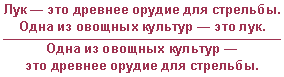 Лук — это древнее орудие для стрельбы.
Одна из овощных культур — это лук.
Одна из овощных культур —
это древнее орудие для стрельбы.